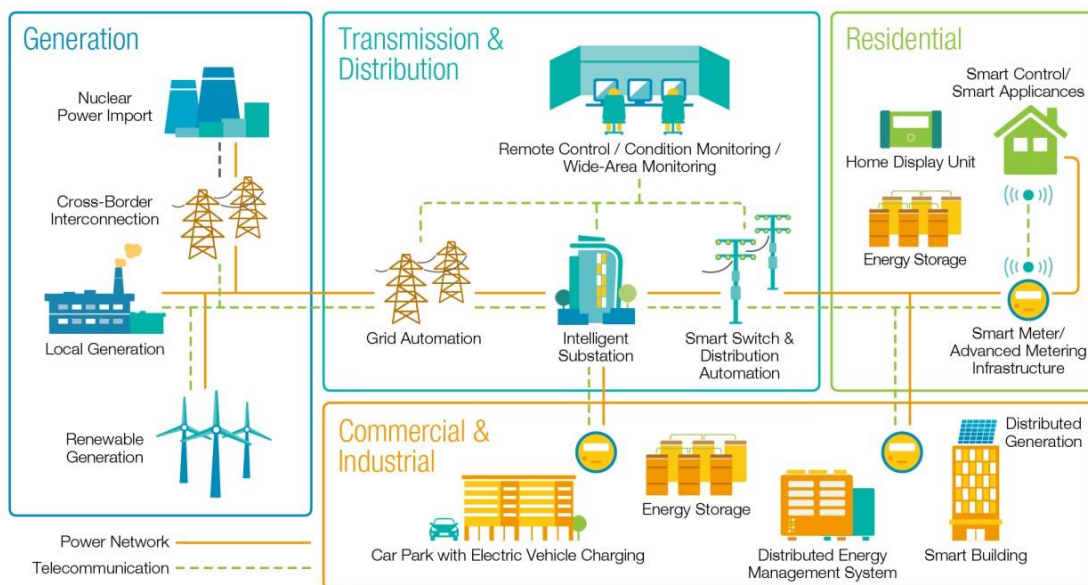 Generation
Nuclear
Power Import
Cross-Border
Interconnection
Local Generation
Renewable
Generation
Power Network
Telecommunication
Transmission &
Distribution
Remote Control / Condition Monitoring /
Wide-Area Monitoring
Grid Automation
Intelligent
Substation
Smart Switch &
Distribution
Automation
Residential
Smart Control/
Smart Applicances
Home Display Unit
Energy Storage
Smart Meter/
Advanced Metering
Infrastructure
Commercial &
Industrial
Car Park with Electric Vehicle Charging
Energy Storage
Distributed Energy
Management System
Distributed
Generation
Smart Building